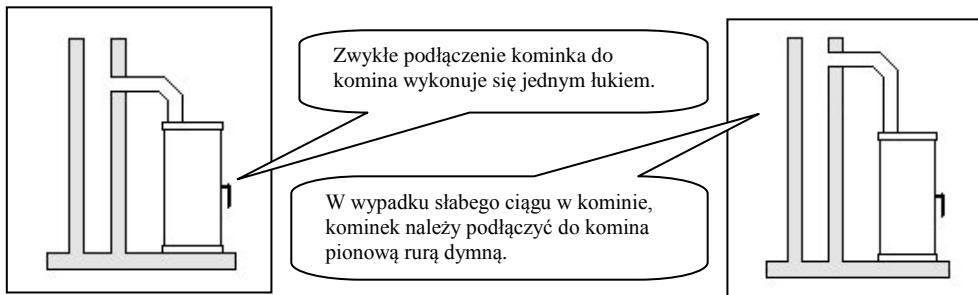 Zwykłe podłączenie kominka do
komina wykonuje się jednym łukiem.
W wypadku słabego ciągu w kominie,
kominek należy podłączyć do komina
pionową rurą dymną.